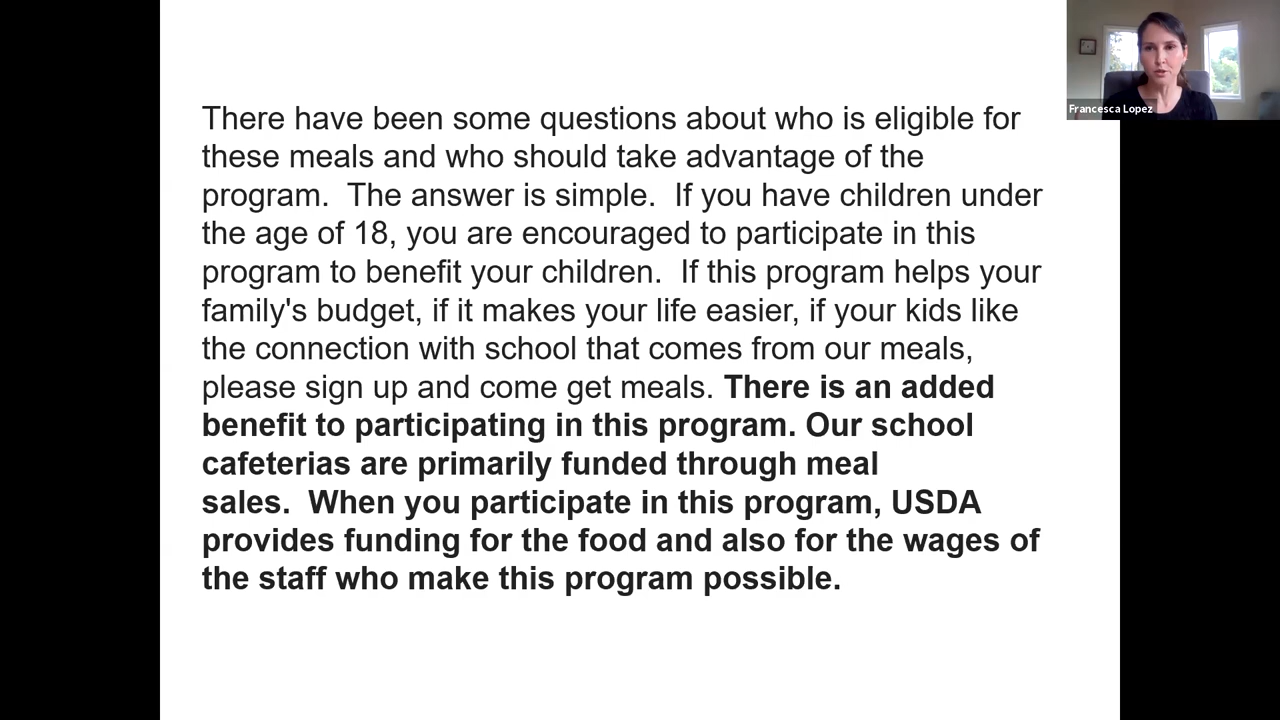 There have been some questions about who is eligible for
these meals and who should take advantage of the
program.  The answer is simple.  If you have children under
the age of 18, you are encouraged to participate in this
program to benefit your children.  If this program helps your
family's budget, if it makes your life easier, if your kids like
the connection with school that comes from our meals,
please sign up and come get meals. There is an added
benefit to participating in this program. Our school
cafeterias are primarily funded through meal
sales.  When you participate in this program, USDA
provides funding for the food and also for the wages of
the staff who make this program possible.
Francesca Lopez